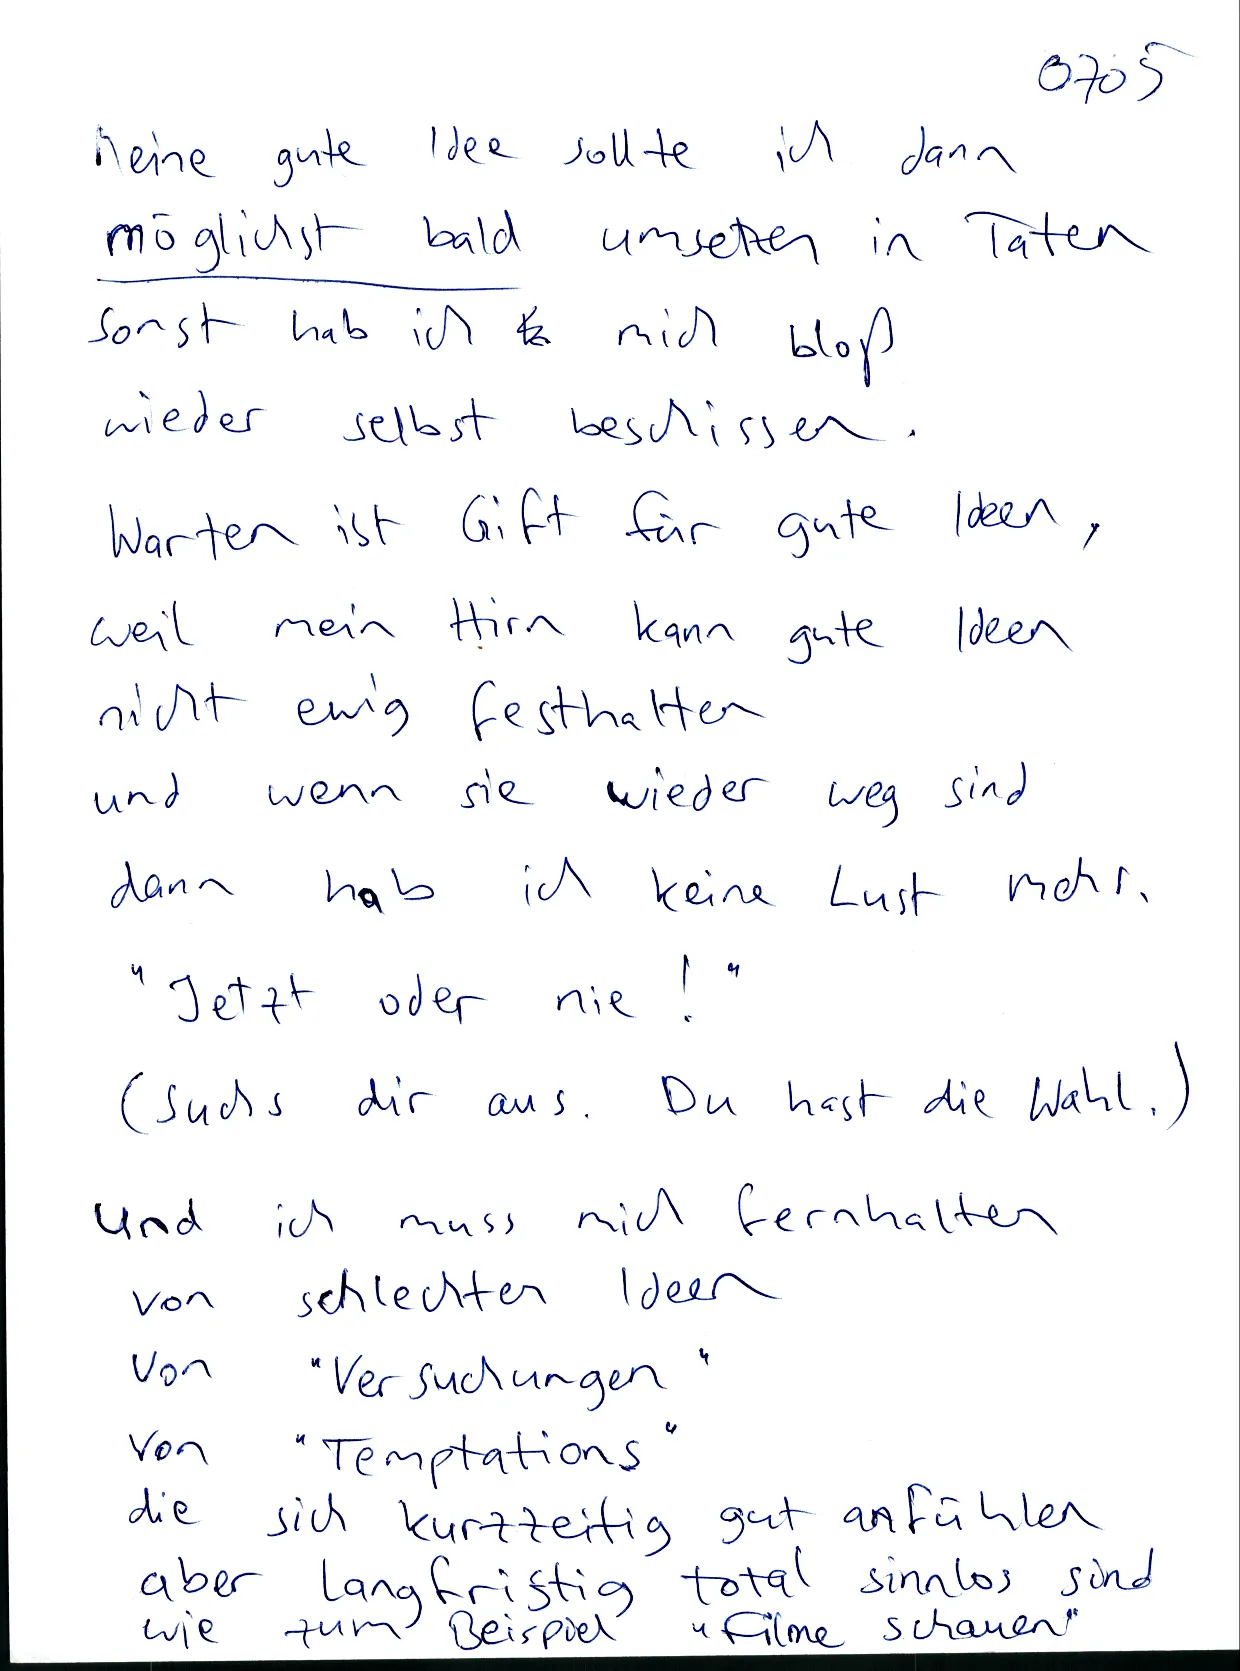 0705
meine gute Idee sollte ich dann
möglichst bald umsetzen in Taten
sonst hab ich mich bloß
wieder selbst beschissen.
Warten ist Gift für gute Ideen,
weil mein Hirn kann gute Ideen
nicht ewig festhalten
und wenn sie wieder weg sind
dann hab ich keine Lust mehr.
"Jetzt oder nie!"
(Suchs dir aus. Du hast die Wahl.)
Und ich muss mich fernhalten
von schlechten Ideen
von "Versuchungen"
von "Temptations"
die sich kurzzeitig gut anfühlen
aber langfristig total sinnlos sind
wie zum Beispiel "Filme schauen"